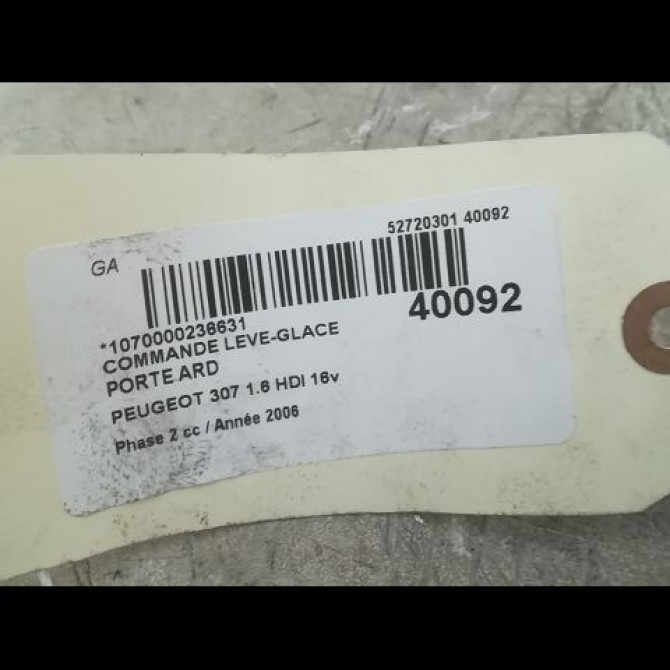 52720301 40092
GA
40092
*1070000236631
COMMANDE LEVE-GLACE
PORTE ARD
PEUGEOT 307 1.6 HDI 16v
Phase 2 cc / Année 2006